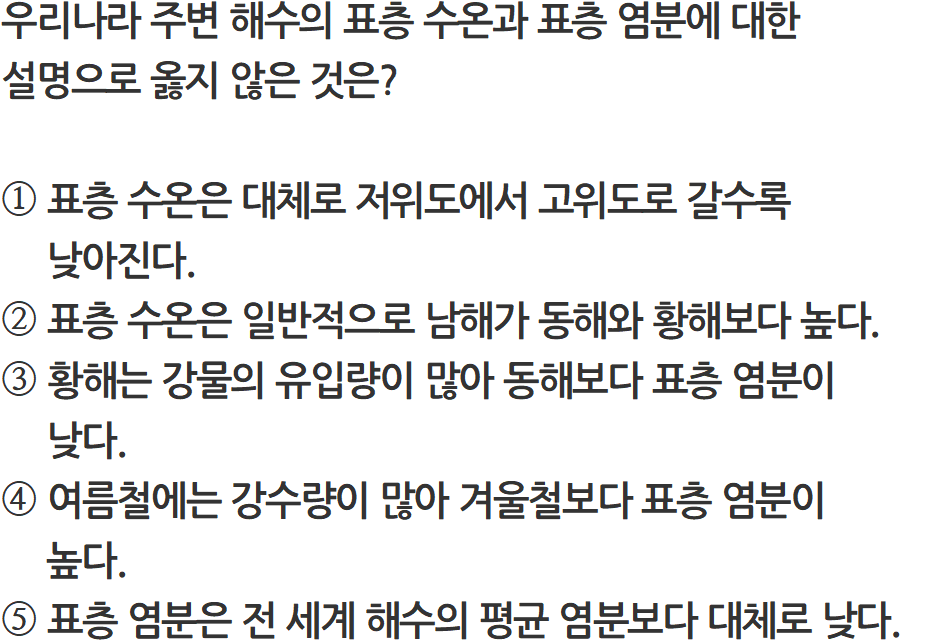 우리나라 주변 해수의 표층 수온과 표층 염분에 대한
설명으로 옳지 않은 것은?
① 표층 수온은 대체로 저위도에서 고위도로 갈수록
낮아진다.
② 표층 수온은 일반적으로 남해가 동해와 황해보다 높다.
③ 황해는 강물의 유입량이 많아 동해보다 표층 염분이
낮다.
④ 여름철에는 강수량이 많아 겨울철보다 표층 염분이
높다.
⑤ 표층 염분은 전 세계 해수의 평균 염분보다 대체로 낮다.